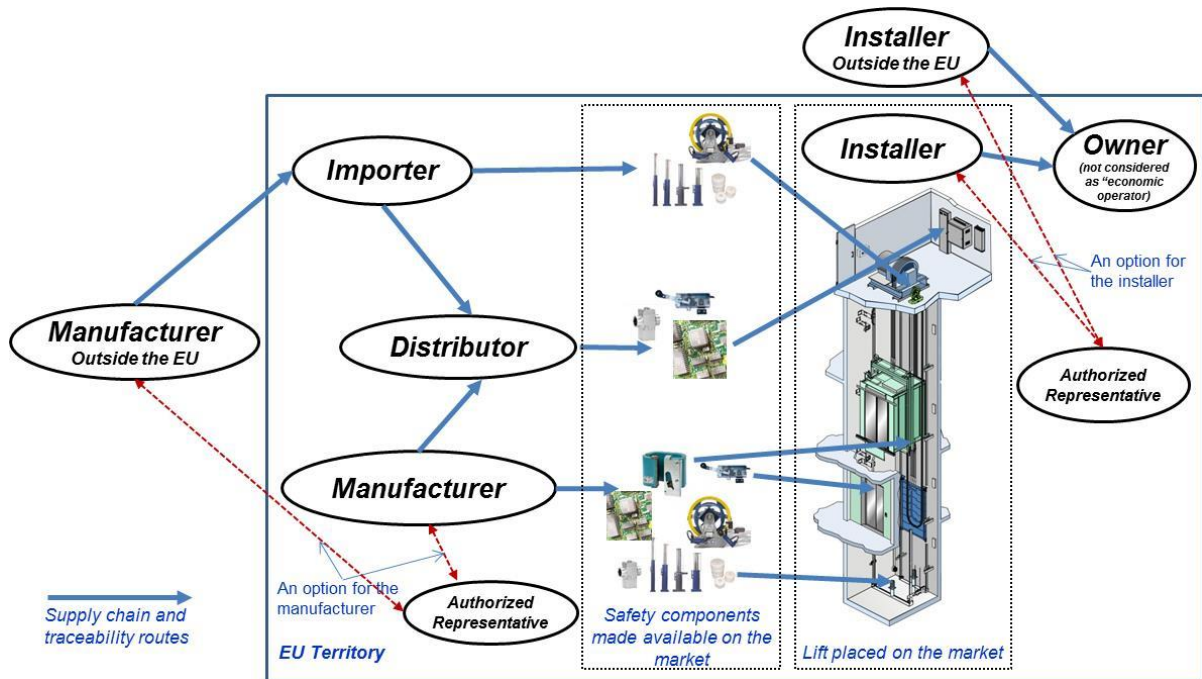 Installer
Outside the EU
Importer
Installer
Owner
(not considered
as "economic
operator)
An option for
the installer
Manufacturer
Outside the EU
Distributor
Authorized
Representative
Manufacturer
An option for the
manufacturer
Authorized
Representative
Supply chain and
traceability routes
EU Territory
Safety components
made available on the
market
Lift placed on the market